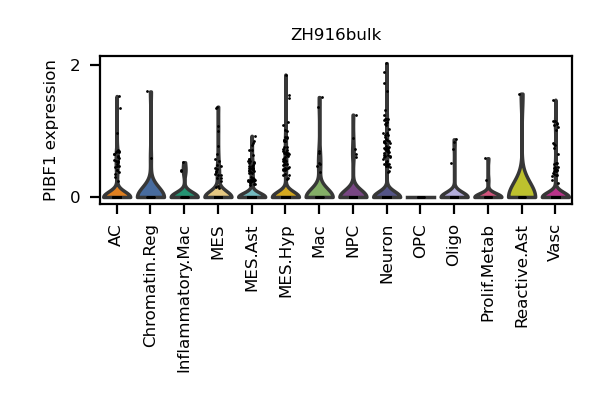 ZH916bulk
PIBF1 expression
2
0
AC
Chromatin.Reg
Inflammatory.Mac
MES
MES.Ast
MES.Hyp
Mac
NPC
Neuron
OPC
Oligo
Prolif.Metab
Reactive.Ast
Vasc